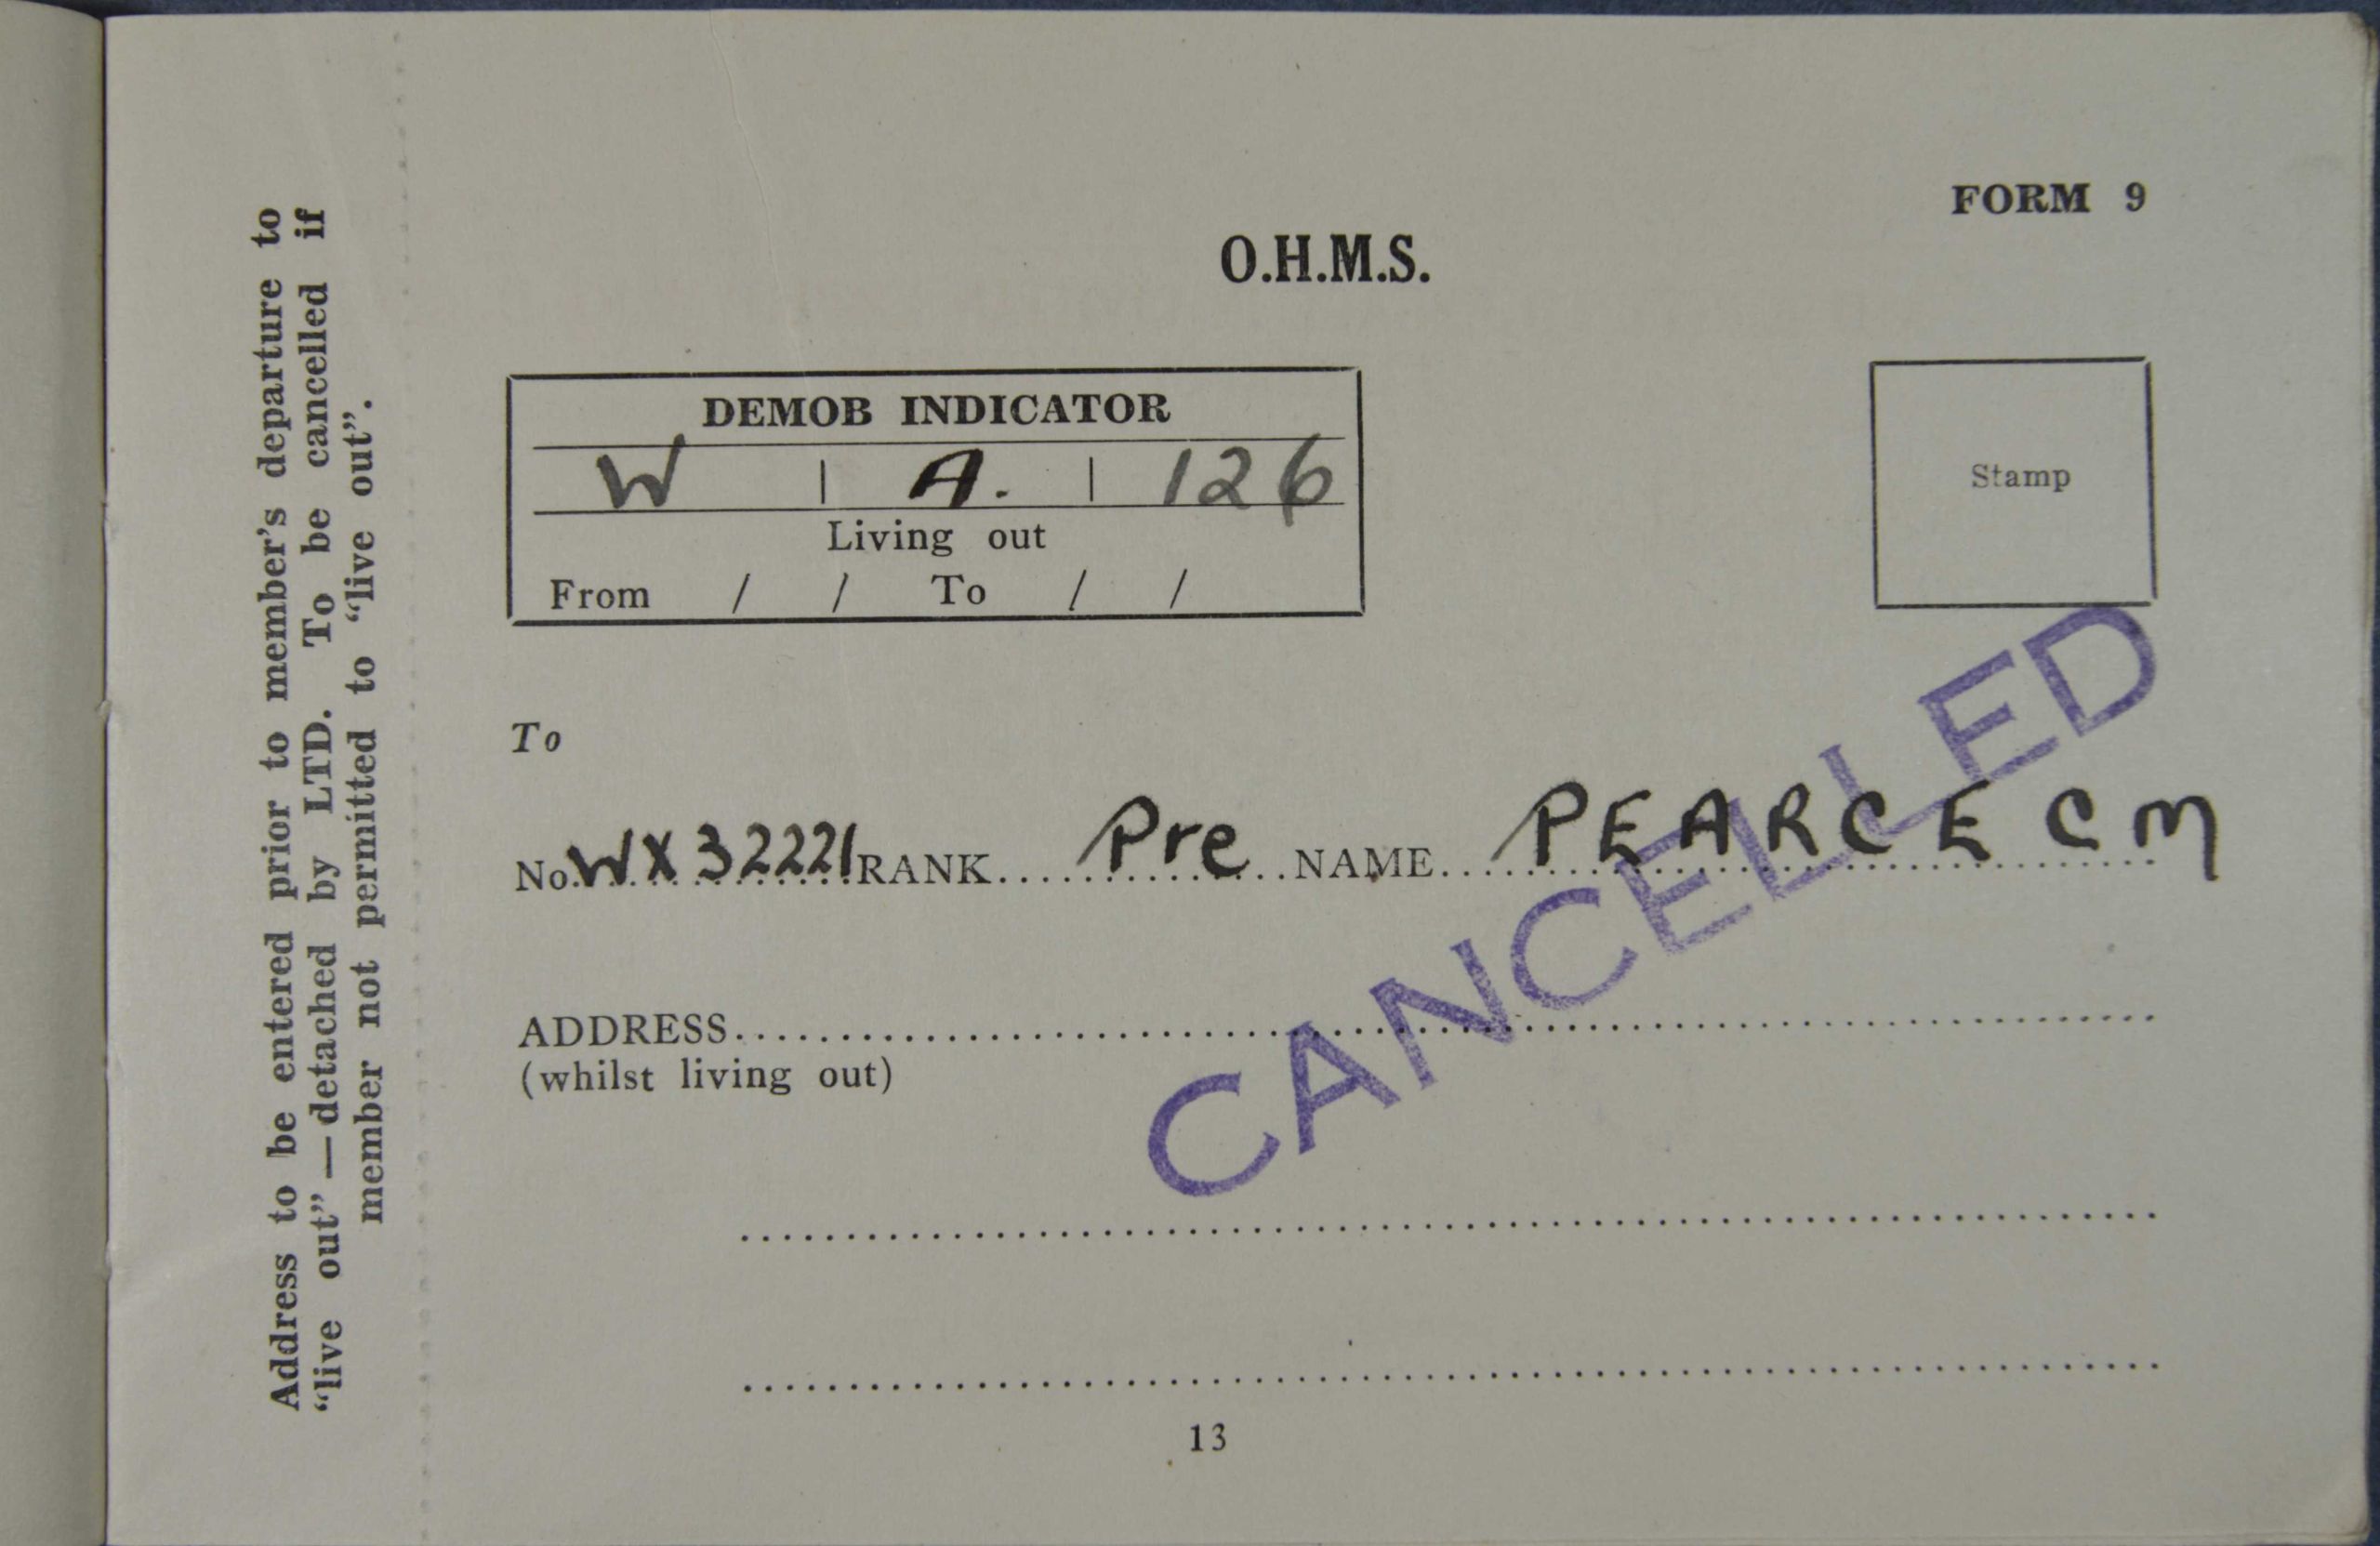 Address to be entered prior to member's departure to
"live out"—detached by LTD. To be cancelled if
member not permitted to "live out".
FORM 9
O.H.M.S.
DEMOB INDICATOR
W | A. | 126
Living out
From / / To / /
Stamp
To
No. WX32221 RANK Pre NAME PEARCE CM
CANCELLED
ADDRESS
(whilst living out)
13